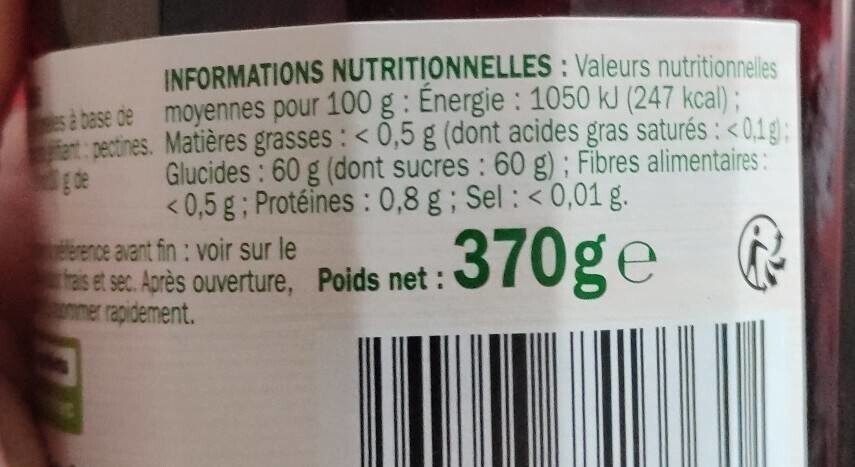 à base de
pectines.
g de
INFORMATIONS NUTRITIONNELLES : Valeurs nutritionnelles
moyennes pour 100 g : Énergie : 1050 kJ (247 kcal) ;
Matières grasses : < 0,5 g (dont acides gras saturés : < 0,1 g) ;
Glucides : 60 g (dont sucres : 60 g) ; Fibres alimentaires :
< 0,5 g ; Protéines : 0,8 g ; Sel : < 0,01 g.
avant fin : voir sur le
frais et sec. Après ouverture,
rapidement.
Poids net : 370g e